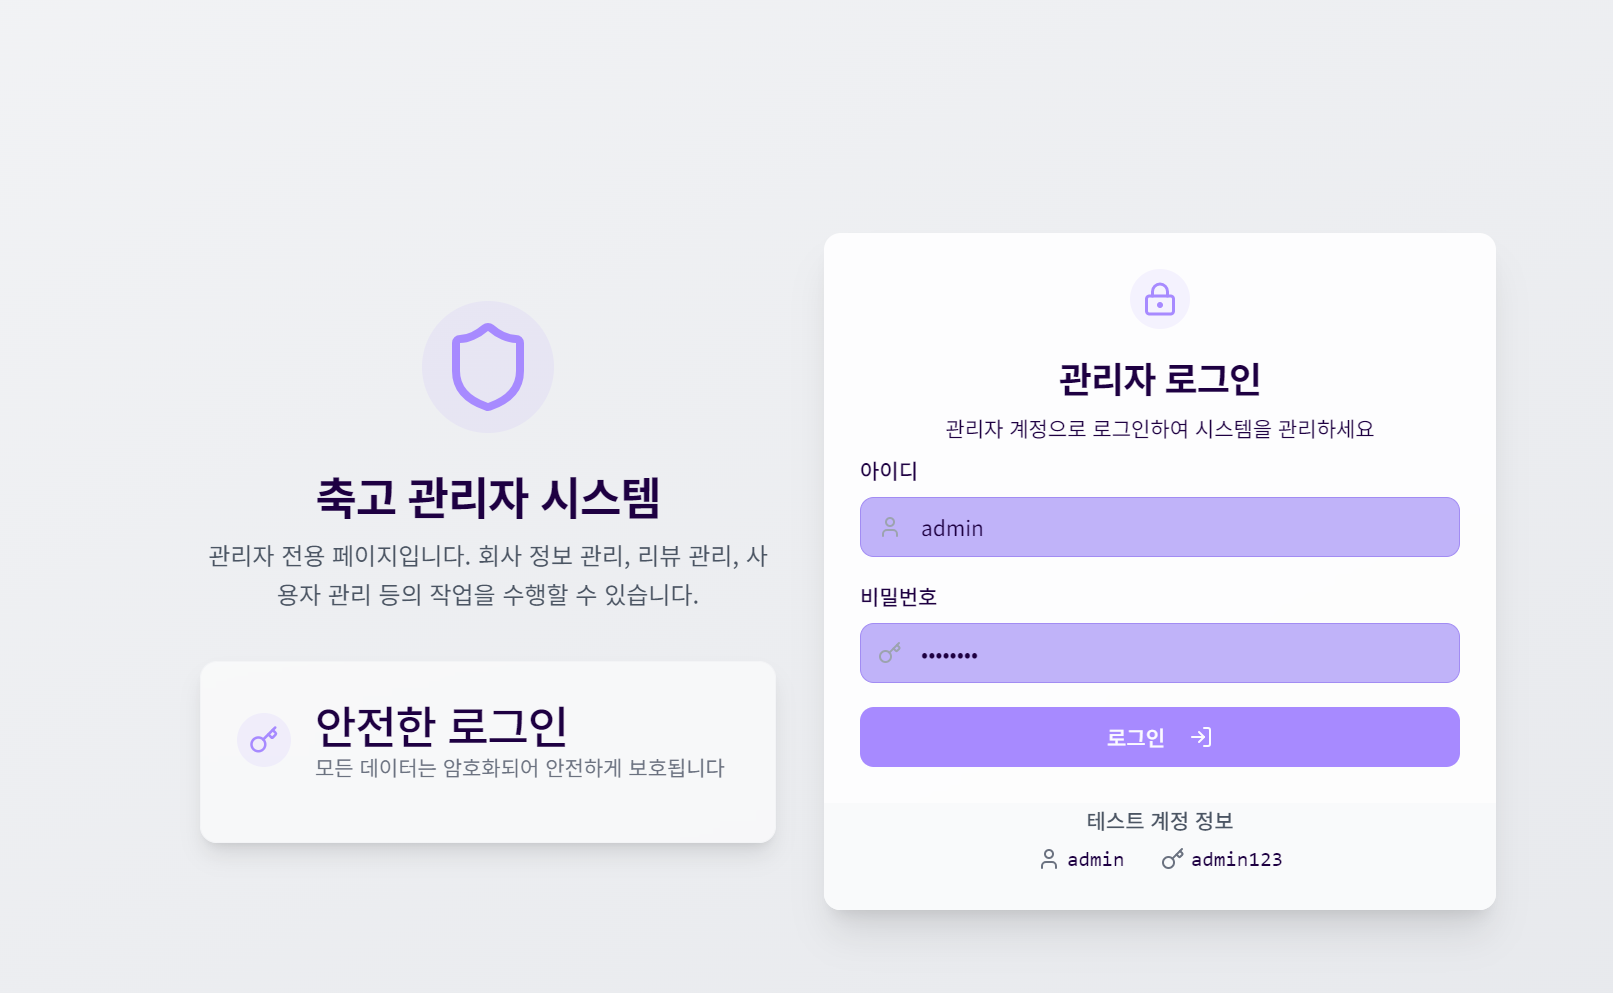 축고 관리자 시스템
관리자 전용 페이지입니다. 회사 정보 관리, 리뷰 관리, 사
용자 관리 등의 작업을 수행할 수 있습니다.
안전한 로그인
모든 데이터는 암호화되어 안전하게 보호됩니다
관리자 로그인
관리자 계정으로 로그인하여 시스템을 관리하세요
아이디
admin
비밀번호
••••••••
로그인
테스트 계정 정보
admin admin123